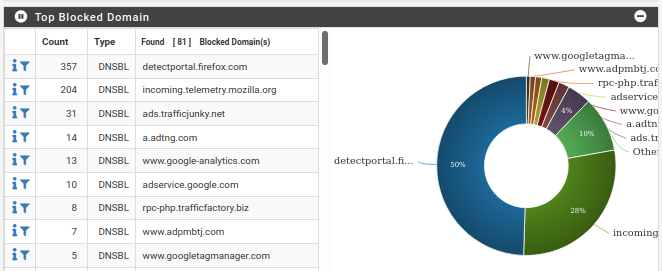 Top Blocked Domain
Count Type Found [ 81 ] Blocked Domain(s)
357 DNSBL detectportal.firefox.com
204 DNSBL incoming.telemetry.mozilla.org
31 DNSBL ads.trafficjunky.net
14 DNSBL a.adtng.com
13 DNSBL www.google-analytics.com
10 DNSBL adservice.google.com
8 DNSBL rpc-php.trafficfactory.biz
7 DNSBL www.adpmbtj.com
5 DNSBL www.googletagmanager.com
www.googletagma...
www.adpmbtj.cc
rpc-php.traf
adservice
www.go
a.adtn
ads.tr
Othe
incoming
detectportal.fi...
50%
4%
10%
28%